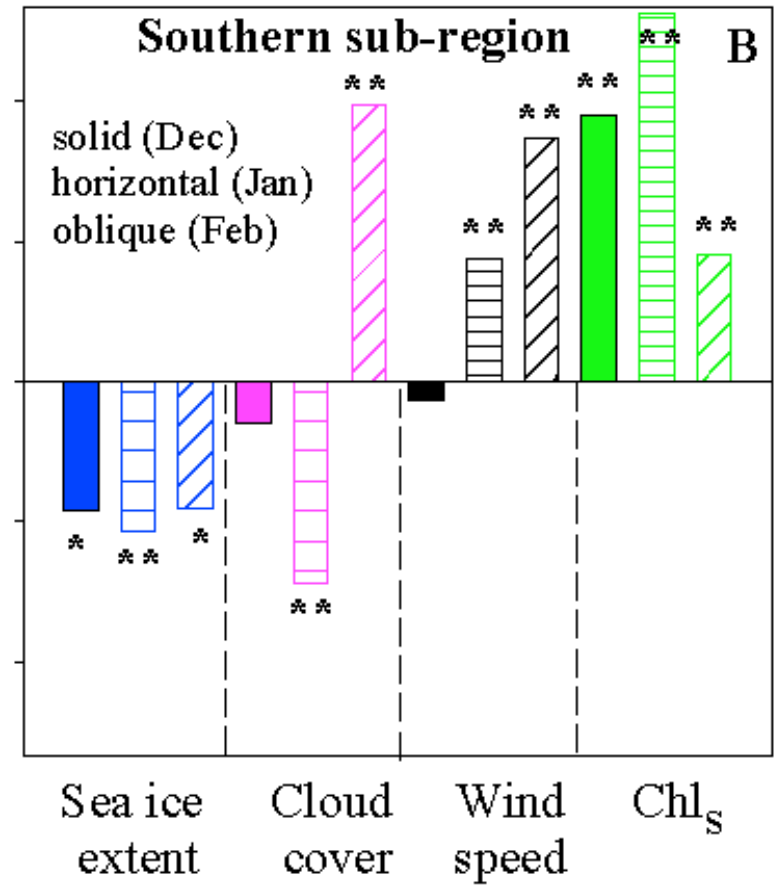 Southern sub-region B
* *
* *
* *
* *
solid (Dec)
horizontal (Jan)
oblique (Feb)
* *
* *
*
* *
*
* *
Sea ice extent
Cloud cover
Wind speed
Chls